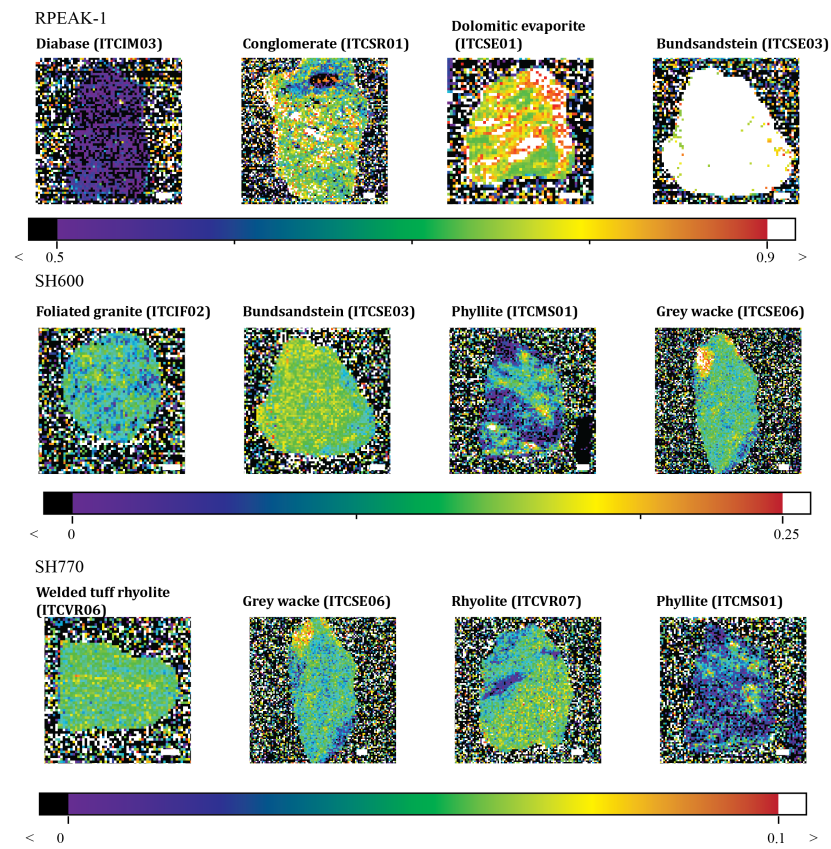 RPEAK-1
Diabase (ITCIM03)
Conglomerate (ITCSR01)
Dolomitic evaporite
(ITCSE01)
Bundsandstein (ITCSE03)
< 0.5 0.9 >
SH600
Foliated granite (ITCIF02)
Bundsandstein (ITCSE03)
Phyllite (ITCMS01)
Grey wacke (ITCSE06)
< 0 0.25 >
SH770
Welded tuff rhyolite
(ITCVR06)
Grey wacke (ITCSE06)
Rhyolite (ITCVR07)
Phyllite (ITCMS01)
< 0 0.1 >